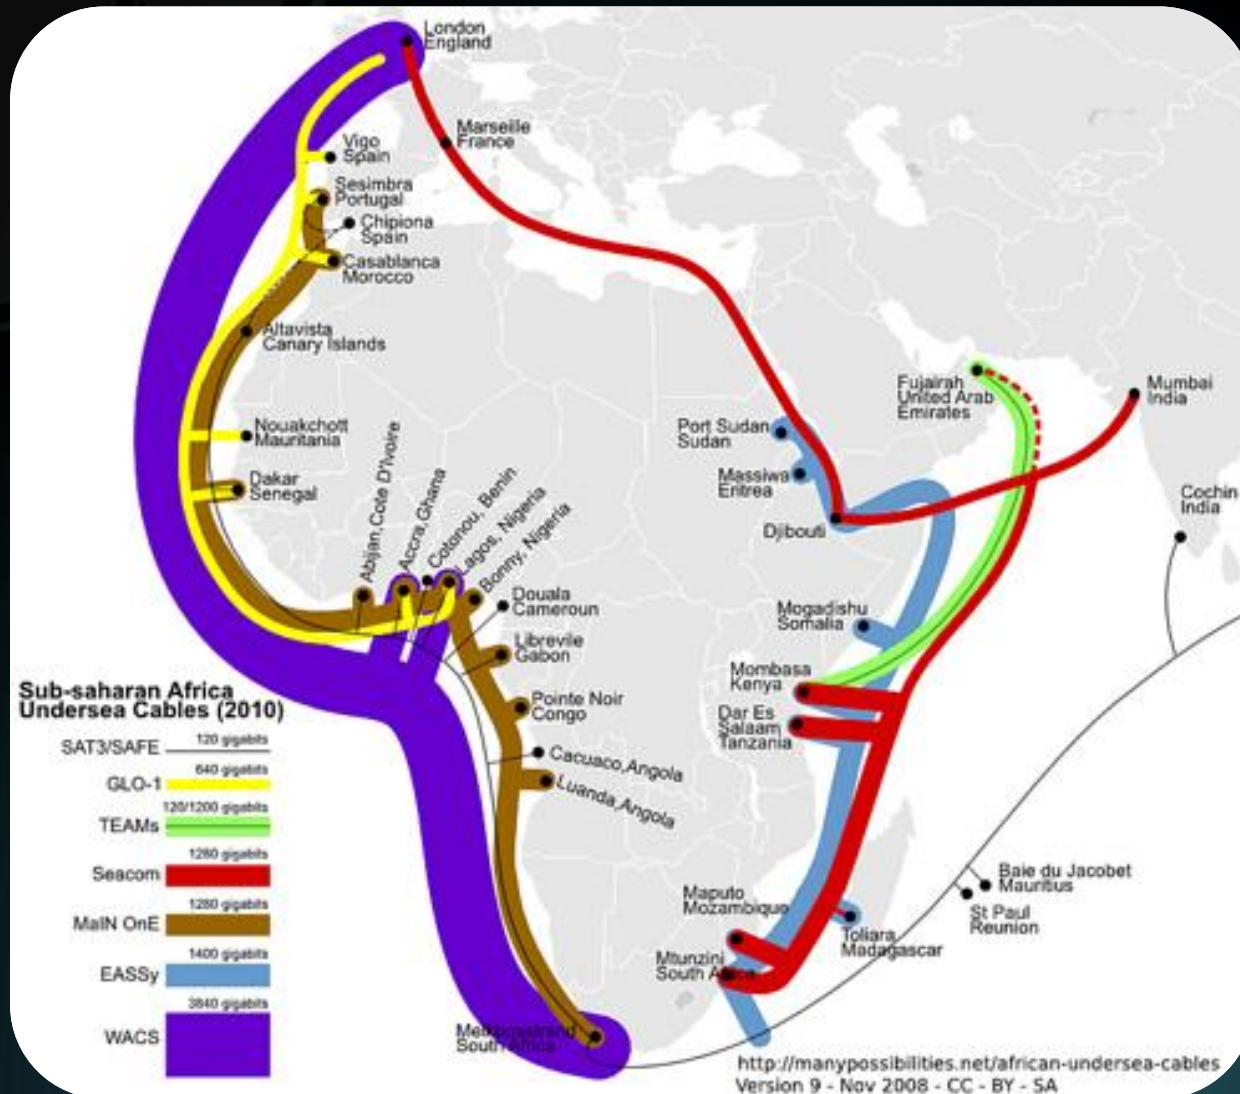 London
England
Marseille
France
Vigo
Spain
Sesimbra
Portugal
Chipiona
Spain
Casablanca
Morocco
Altavista
Canary Islands
Nouakchott
Mauritania
Dakar
Senegal
Abijan,Cote D'Ivoire
Accra,Ghana
Cotonou, Benin
Lagos, Nigeria
Bonny, Nigeria
Douala
Cameroun
Librevile
Gabon
Pointe Noir
Congo
Cacuaco,Angola
Luanda,Angola
Port Sudan
Sudan
Massiwa
Eritrea
Djibouti
Fujairah
United Arab
Emirates
Mumbai
India
Cochin
India
Mogadishu
Somalia
Mombasa
Kenya
Dar Es
Salaam
Tanzania
Baie du Jacobet
Mauritius
St Paul
Reunion
Maputo
Mozambique
Toliara
Madagascar
Mtunzini
South Africa
South Africa
Sub-saharan Africa
Undersea Cables (2010)
SAT3/SAFE 120 gigabits
GLO-1 640 gigabits
TEAMs 120/1200 gigabits
Seacom 1280 gigabits
MaIN OnE 1280 gigabits
EASSy 1400 gigabits
WACS 3840 gigabits
http://manypossibilities.net/african-undersea-cables
Version 9 - Nov 2008 - CC - BY - SA